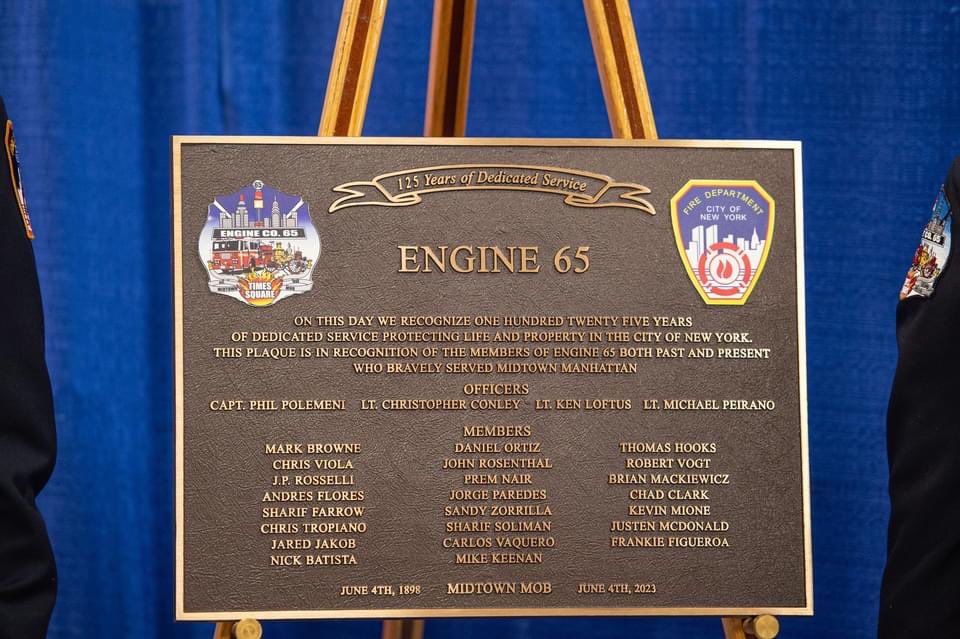 125 Years of Dedicated Service
65
ENGINE CO. 65
MIDTOWN MOB
TIMES
SQUARE
FIRE DEPARTMENT
CITY OF
NEW YORK
ENGINE 65
ON THIS DAY WE RECOGNIZE ONE HUNDRED TWENTY FIVE YEARS
OF DEDICATED SERVICE PROTECTING LIFE AND PROPERTY IN THE CITY OF NEW YORK.
THIS PLAQUE IS IN RECOGNITION OF THE MEMBERS OF ENGINE 65 BOTH PAST AND PRESENT
WHO BRAVELY SERVED MIDTOWN MANHATTAN
OFFICERS
CAPT. PHIL POLEMENI LT. CHRISTOPHER CONLEY LT. KEN LOFTUS LT. MICHAEL PEIRANO
MEMBERS
MARK BROWNE DANIEL ORTIZ THOMAS HOOKS
CHRIS VIOLA JOHN ROSENTHAL ROBERT VOGT
J.P. ROSSELLI PREM NAIR BRIAN MACKIEWICZ
ANDRES FLORES JORGE PAREDES CHAD CLARK
SHARIF FARROW SANDY ZORRILLA KEVIN MIONE
CHRIS TROPIANO SHARIF SOLIMAN JUSTEN MCDONALD
JARED JAKOB CARLOS VAQUERO FRANKIE FIGUEROA
NICK BATISTA MIKE KEENAN
JUNE 4TH, 1898 MIDTOWN MOB JUNE 4TH, 2023